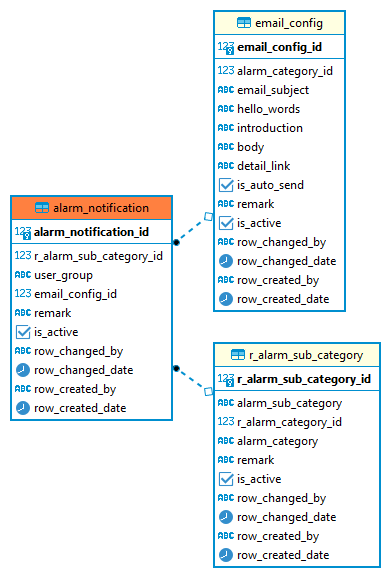 email_config
123 email_config_id
123 alarm_category_id
ABC email_subject
ABC hello_words
ABC introduction
ABC body
ABC detail_link
is_auto_send
ABC remark
is_active
ABC row_changed_by
row_changed_date
ABC row_created_by
row_created_date
alarm_notification
123 alarm_notification_id
123 r_alarm_sub_category_id
ABC user_group
123 email_config_id
ABC remark
is_active
ABC row_changed_by
row_changed_date
ABC row_created_by
row_created_date
r_alarm_sub_category
123 r_alarm_sub_category_id
ABC alarm_sub_category
123 r_alarm_category_id
ABC alarm_category
ABC remark
is_active
ABC row_changed_by
row_changed_date
ABC row_created_by
row_created_date